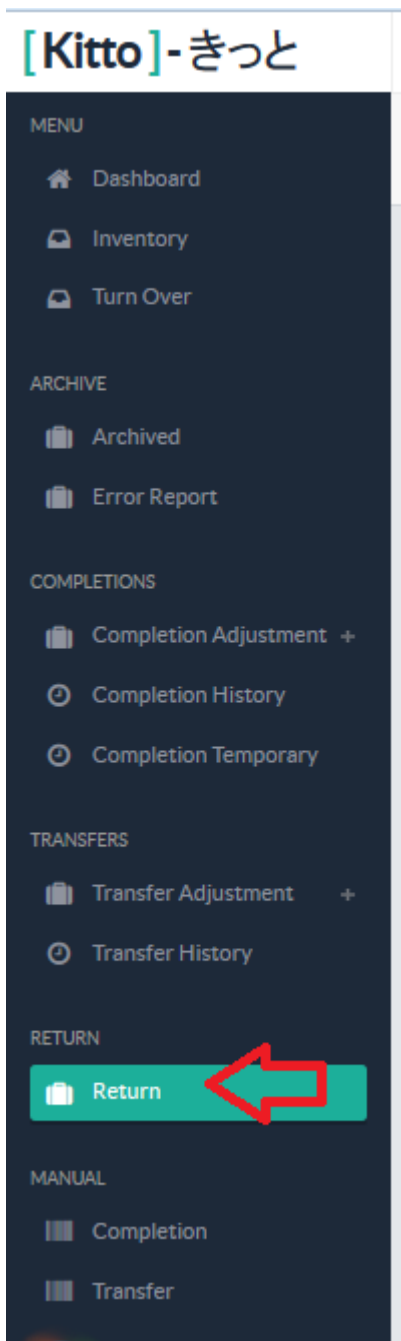 [Kitto]-きっと
MENU
Dashboard
Inventory
Turn Over
ARCHIVE
Archived
Error Report
COMPLETIONS
Completion Adjustment +
Completion History
Completion Temporary
TRANSFERS
Transfer Adjustment +
Transfer History
RETURN
Return
MANUAL
Completion
Transfer